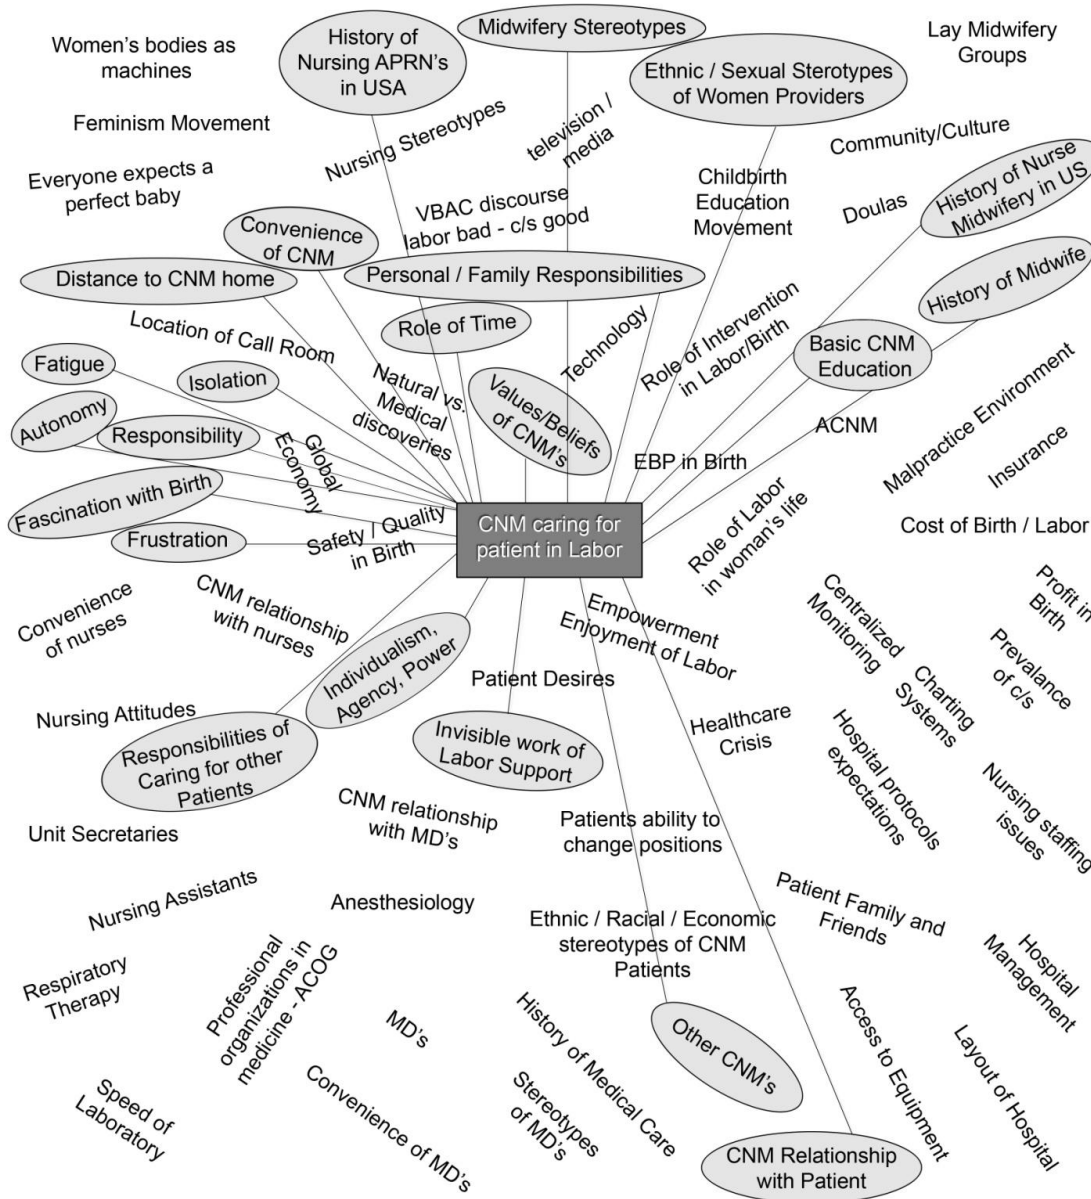 Women's bodies as
machines
History of
Nursing APRN's
in USA
Midwifery Stereotypes
Ethnic / Sexual Sterotypes
of Women Providers
Lay Midwifery
Groups
Feminism Movement
Nursing Stereotypes
television /
media
Community/Culture
Everyone expects a
perfect baby
Childbirth
Education
Movement
History of Nurse
Midwifery in US
Doulas
VBAC discourse
labor bad - c/s good
Convenience
of CNM
Distance to CNM home
Personal / Family Responsibilities
History of Midwife
Location of Call Room
Role of Time
Technology
Role of Intervention
in Labor/Birth
Basic CNM
Education
Fatigue
Isolation
Natural vs.
Medical
discoveries
Values/Beliefs
of CNM's
Autonomy
Responsibility
Global
Economy
ACNM
Malpractice Environment
Insurance
EBP in Birth
Fascination with Birth
Frustration
Safety / Quality
in Birth
CNM caring for
patient in Labor
Role of Labor
in woman's life
Cost of Birth / Labor
Profit in
Birth
Convenience
of nurses
CNM relationship
with nurses
Empowerment
Enjoyment of Labor
Centralized
Monitoring
Charting
Systems
Prevalance
of c/s
Individualism,
Agency, Power
Patient Desires
Nursing Attitudes
Responsibilities of
Caring for other
Patients
Invisible work of
Labor Support
Healthcare
Crisis
Hospital protocols
expectations
Nursing staffing
issues
Unit Secretaries
CNM relationship
with MD's
Patients ability to
change positions
Nursing Assistants
Anesthesiology
Ethnic / Racial / Economic
stereotypes of CNM
Patients
Patient Family and
Friends
Hospital
Management
Respiratory
Therapy
Professional
organizations in
medicine - ACOG
MD's
History of Medical Care
Other CNM's
Access to Equipment
Layout of Hospital
Speed of
Laboratory
Convenience of MD's
Stereotypes
of MD's
CNM Relationship
with Patient